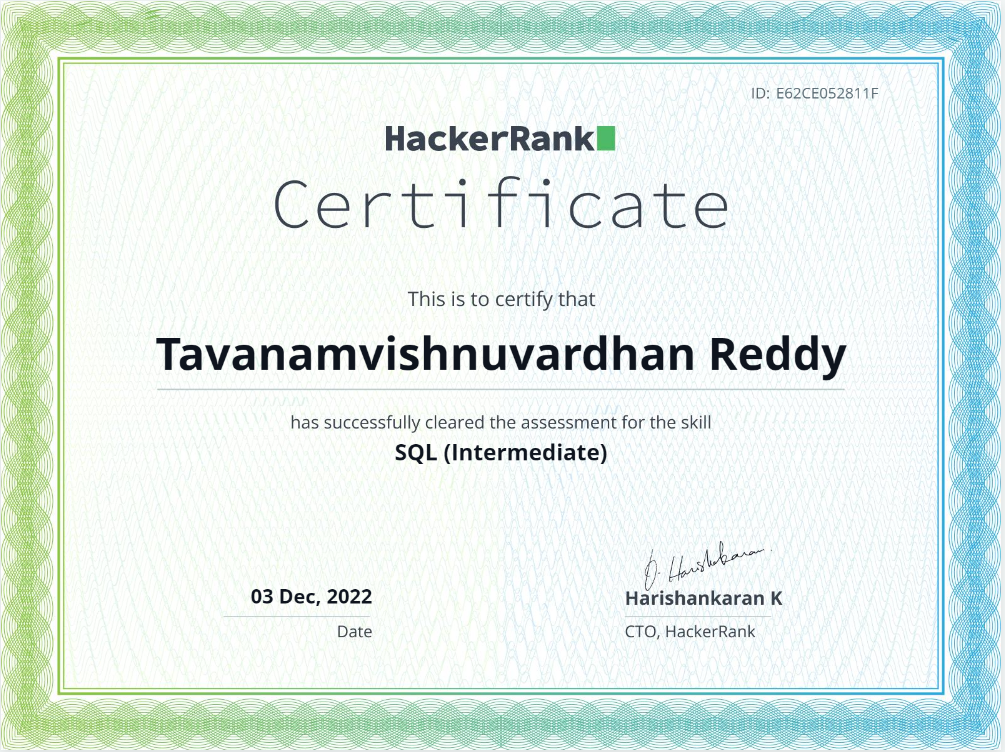 ID: E62CE052811F
HackerRank
Certificate
This is to certify that
Tavanamvishnuvardhan Reddy
has successfully cleared the assessment for the skill
SQL (Intermediate)
03 Dec, 2022
Date
D. Harishankaran
Harishankaran K
CTO, HackerRank